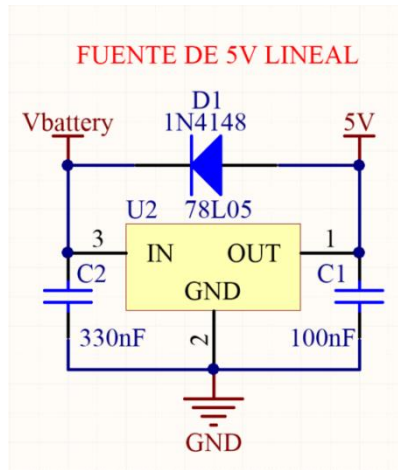 FUENTE DE 5V LINEAL
D1
Vbattery
1N4148
5V
U2
78L05
3
IN
OUT
1
C2
C1
GND
330nF
2
100nF
GND